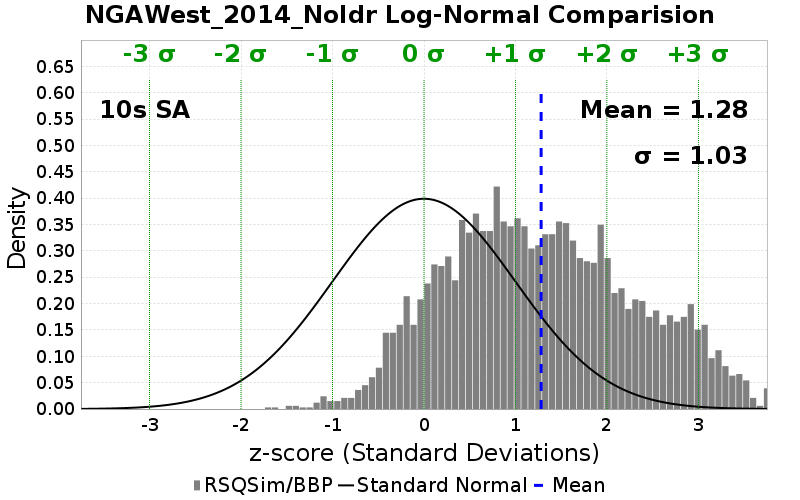 NGAWest_2014_NoIdr Log-Normal Comparision
-3 σ -2 σ -1 σ 0 σ +1 σ +2 σ +3 σ
10s SA
Mean = 1.28
σ = 1.03
Density
0.65
0.60
0.55
0.50
0.45
0.40
0.35
0.30
0.25
0.20
0.15
0.10
0.05
0.00
-3 -2 -1 0 1 2 3
z-score (Standard Deviations)
RSQSim/BBP Standard Normal Mean